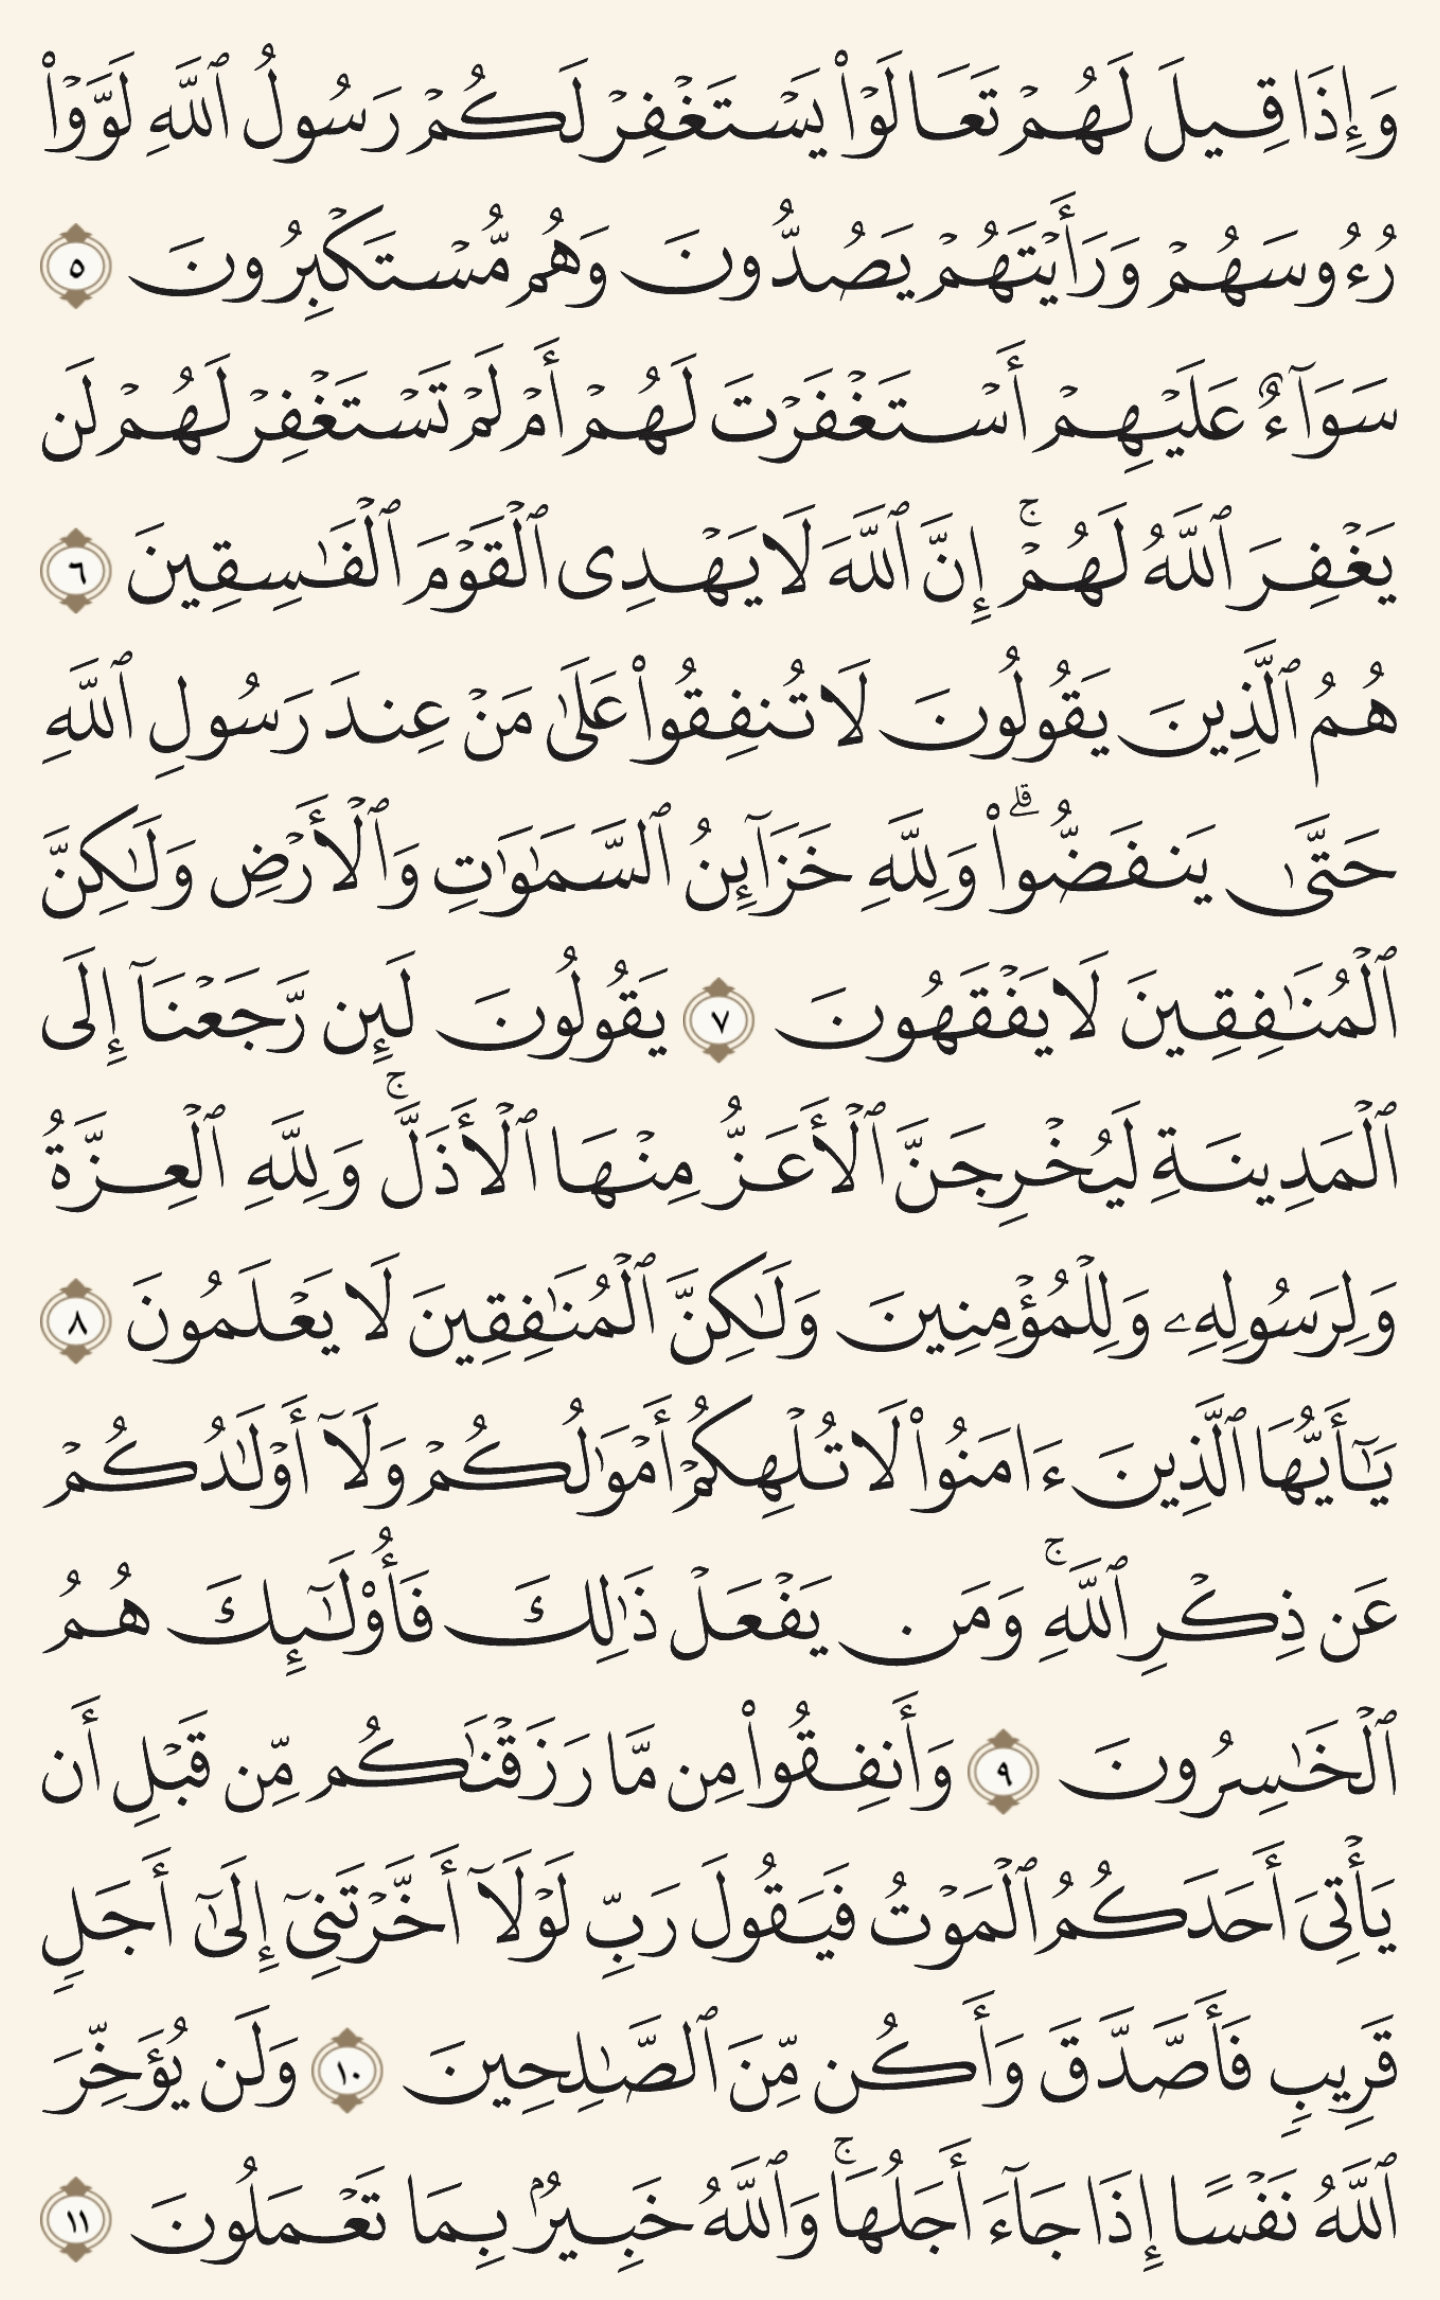 وَإِذَا قِيلَ لَهُمۡ تَعَالَوۡاْ يَسۡتَغۡفِرۡ لَكُمۡ رَسُولُ ٱللَّهِ لَوَّوۡاْ
رُءُوسَهُمۡ وَرَأَيۡتَهُمۡ يَصُدُّونَ وَهُم مُّسۡتَكۡبِرُونَ ٥
سَوَآءٌ عَلَيۡهِمۡ أَسۡتَغۡفَرۡتَ لَهُمۡ أَمۡ لَمۡ تَسۡتَغۡفِرۡ لَهُمۡ لَن
يَغۡفِرَ ٱللَّهُ لَهُمۡۚ إِنَّ ٱللَّهَ لَا يَهۡدِى ٱلۡقَوۡمَ ٱلۡفَٰسِقِينَ ٦
هُمُ ٱلَّذِينَ يَقُولُونَ لَا تُنفِقُواْ عَلَىٰ مَنۡ عِندَ رَسُولِ ٱللَّهِ
حَتَّىٰ يَنفَضُّواْۗ وَلِلَّهِ خَزَآئِنُ ٱلسَّمَٰوَٰتِ وَٱلۡأَرۡضِ وَلَٰكِنَّ
ٱلۡمُنَٰفِقِينَ لَا يَفۡقَهُونَ ٧ يَقُولُونَ لَئِن رَّجَعۡنَآ إِلَى
ٱلۡمَدِينَةِ لَيُخۡرِجَنَّ ٱلۡأَعَزُّ مِنۡهَا ٱلۡأَذَلَّۚ وَلِلَّهِ ٱلۡعِزَّةُ
وَلِرَسُولِهِۦ وَلِلۡمُؤۡمِنِينَ وَلَٰكِنَّ ٱلۡمُنَٰفِقِينَ لَا يَعۡلَمُونَ ٨
يَٰٓأَيُّهَا ٱلَّذِينَ ءَامَنُواْ لَا تُلۡهِكُمۡ أَمۡوَٰلُكُمۡ وَلَآ أَوۡلَٰدُكُمۡ
عَن ذِكۡرِ ٱللَّهِۚ وَمَن يَفۡعَلۡ ذَٰلِكَ فَأُوْلَٰٓئِكَ هُمُ
ٱلۡخَٰسِرُونَ ٩ وَأَنفِقُواْ مِن مَّا رَزَقۡنَٰكُم مِّن قَبۡلِ أَن
يَأۡتِىَ أَحَدَكُمُ ٱلۡمَوۡتُ فَيَقُولَ رَبِّ لَوۡلَآ أَخَّرۡتَنِىٓ إِلَىٰٓ أَجَلٖ
قَرِيبٖ فَأَصَّدَّقَ وَأَكُن مِّنَ ٱلصَّٰلِحِينَ ١٠ وَلَن يُؤَخِّرَ
ٱللَّهُ نَفۡسًا إِذَا جَآءَ أَجَلُهَاۚ وَٱللَّهُ خَبِيرُۢ بِمَا تَعۡمَلُونَ ١١